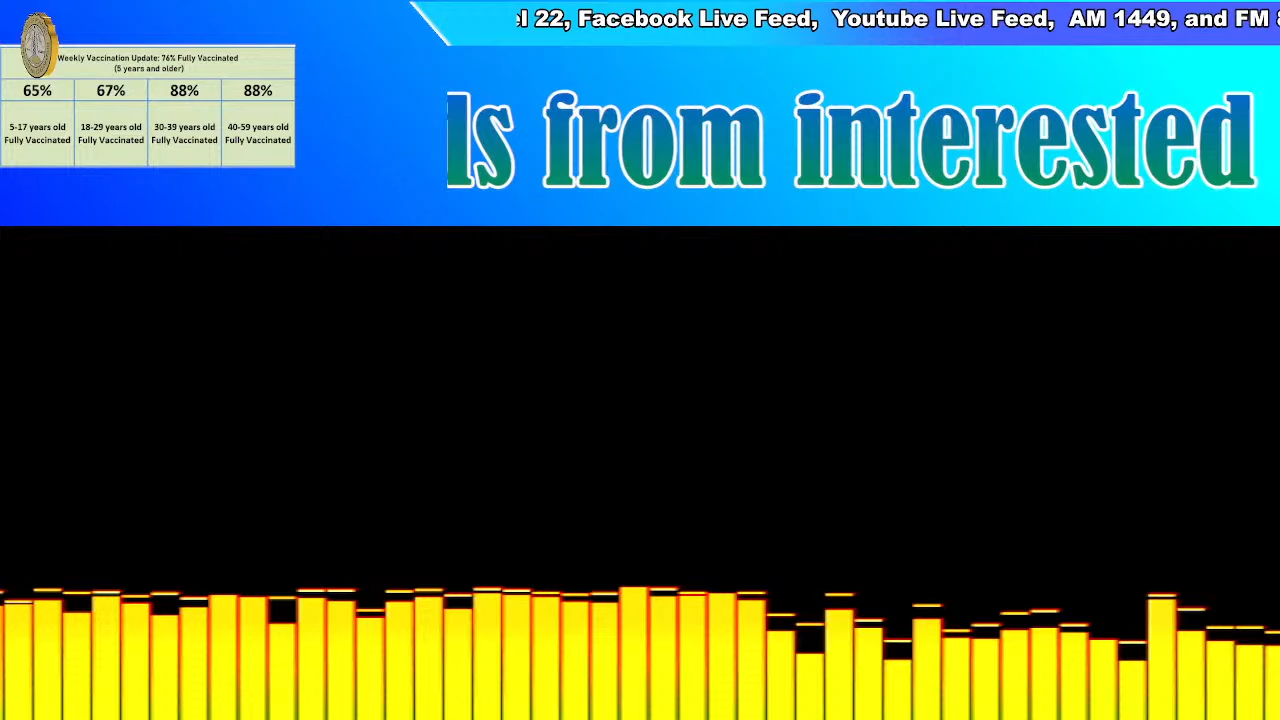 22, Facebook Live Feed, Youtube Live Feed, AM 1449, and FM
Weekly Vaccination Update: 76% Fully Vaccinated
(5 years and older)
65% 67% 88% 88%
5-17 years old 18-29 years old 30-39 years old 40-59 years old
Fully Vaccinated Fully Vaccinated Fully Vaccinated Fully Vaccinated
from interested